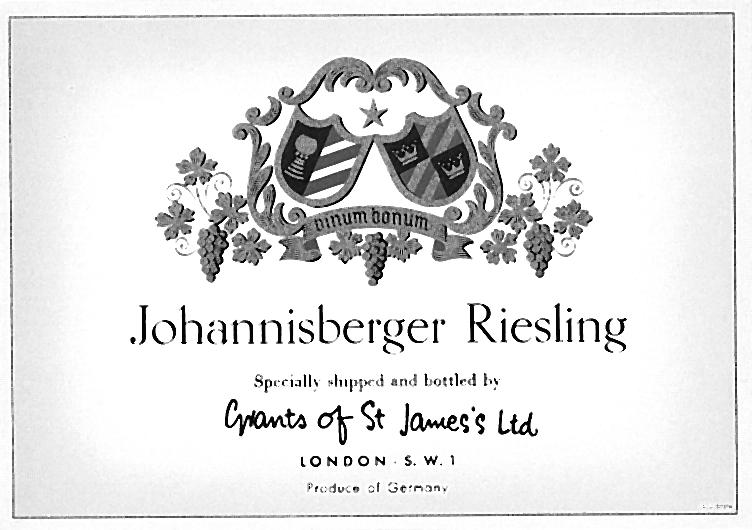 vinum bonum
Johannisberger Riesling
Specially shipped and bottled by
Grants of St James's Ltd
LONDON · S. W. 1
Produce of Germany